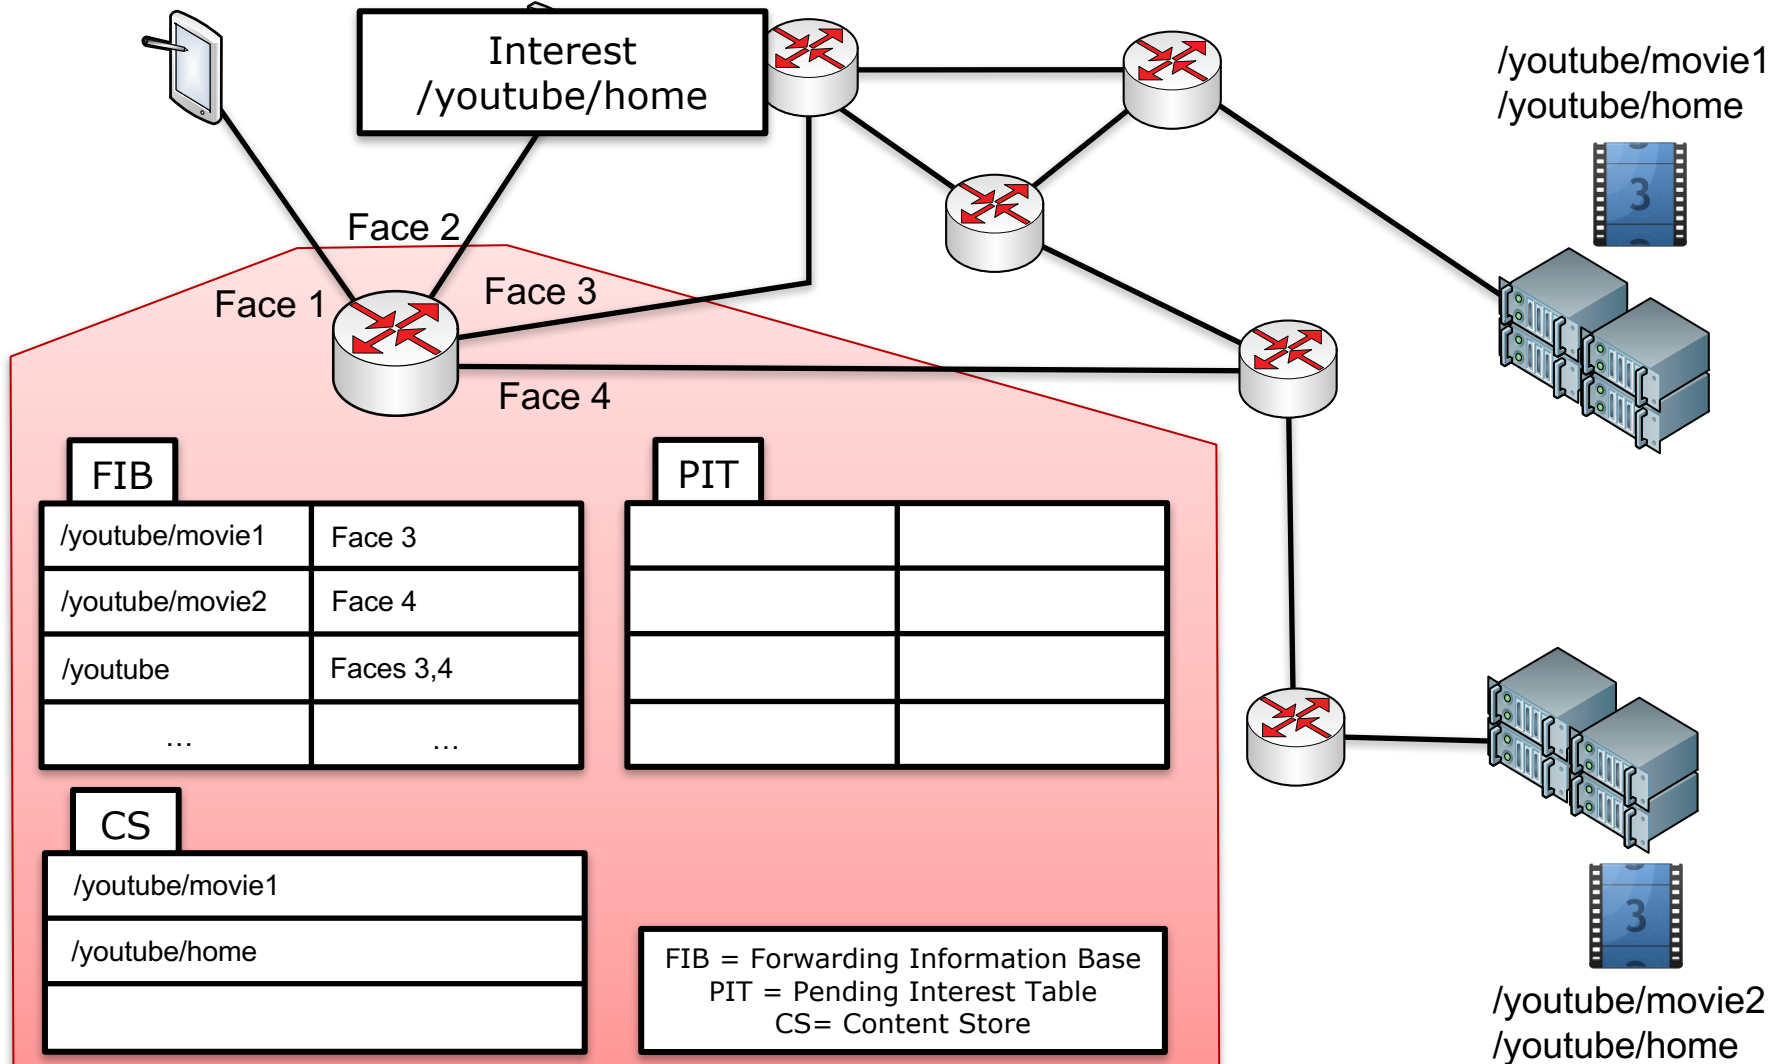 Interest
/youtube/home
/youtube/movie1
/youtube/home
3
Face 2
Face 1
Face 3
Face 4
FIB
/youtube/movie1 Face 3
/youtube/movie2 Face 4
/youtube Faces 3,4
… …
PIT
CS
/youtube/movie1
/youtube/home
FIB = Forwarding Information Base
PIT = Pending Interest Table
CS= Content Store
3
/youtube/movie2
/youtube/home